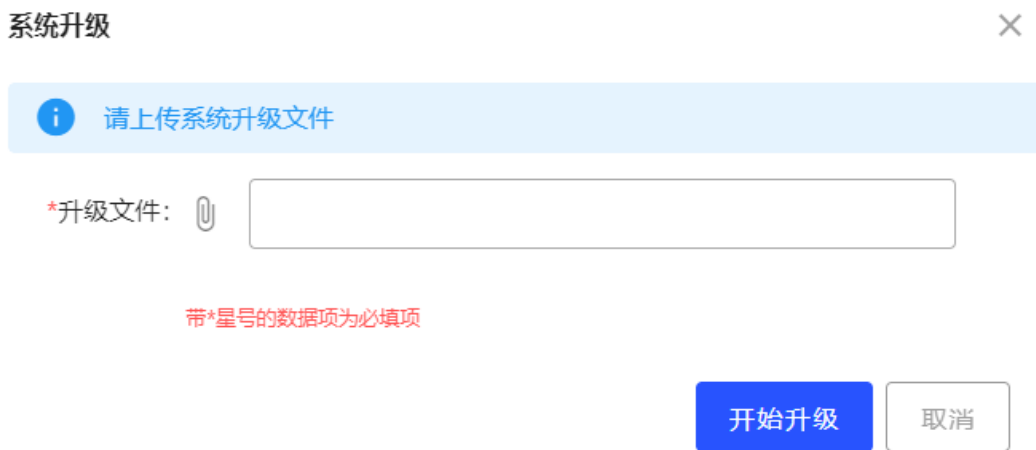 系统升级
请上传系统升级文件
*升级文件：
带*星号的数据项为必填项
开始升级
取消